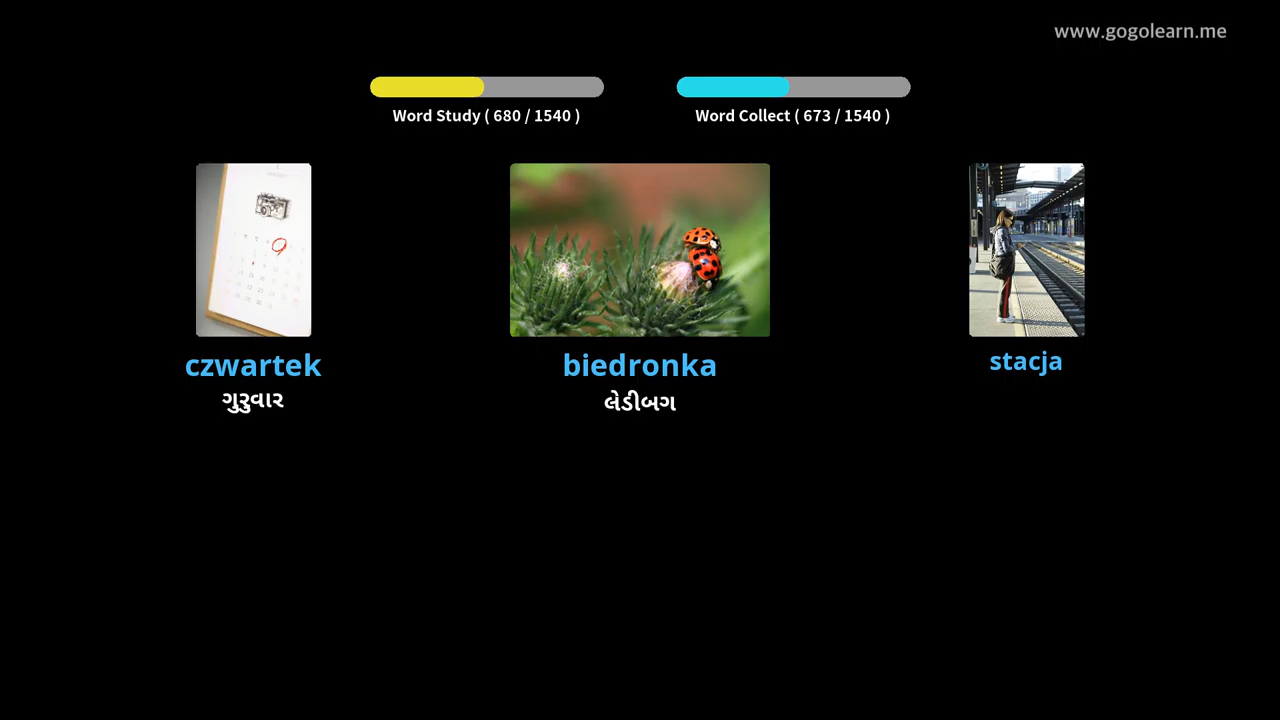 www.gogolearn.me
Word Study ( 680 / 1540 )
Word Collect ( 673 / 1540 )
czwartek
ગુરુવાર
biedronka
લેડીબગ
stacja